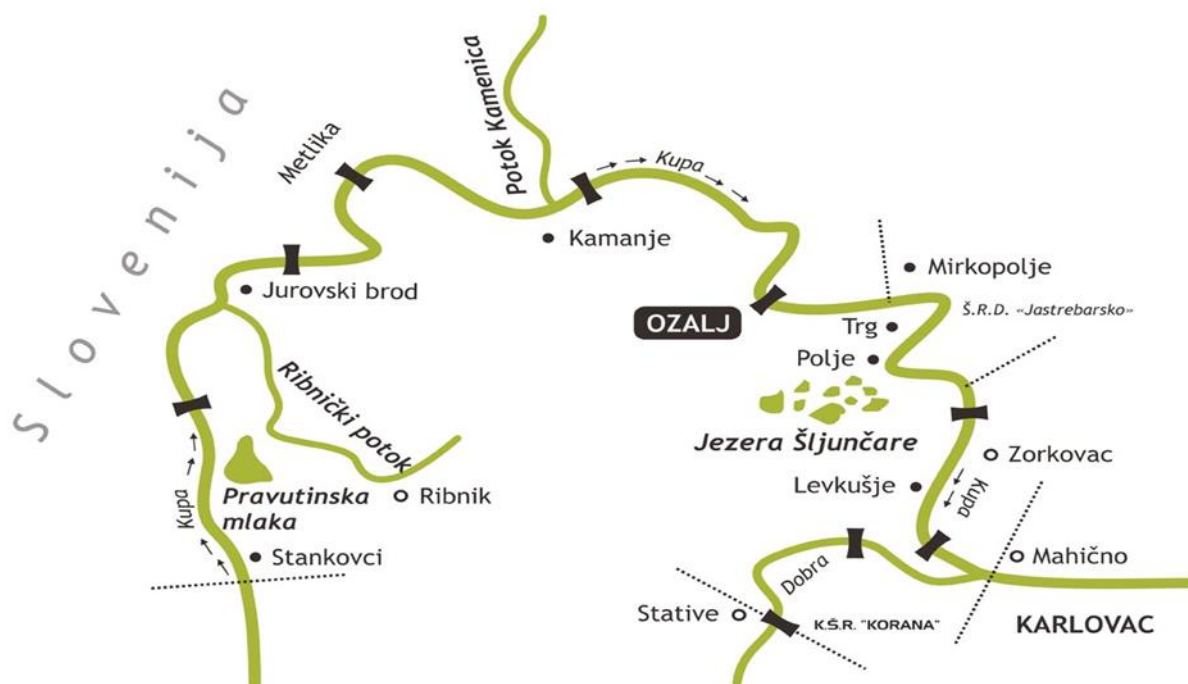 Slovenija
Metlika
Potok Kamenica
Kupa
Kamanje
Jurovski brod
OZALJ
Mirkopolje
Š.R.D. «Jastrebarsko»
Trg
Polje
Ribnički potok
Jezera Šljunčare
Zorkovac
Levkušje
Kupa
Pravutinska
mlaka
Ribnik
Kupa
Stankovci
Mahično
Dobra
Stative
K.Š.R. "KORANA"
KARLOVAC